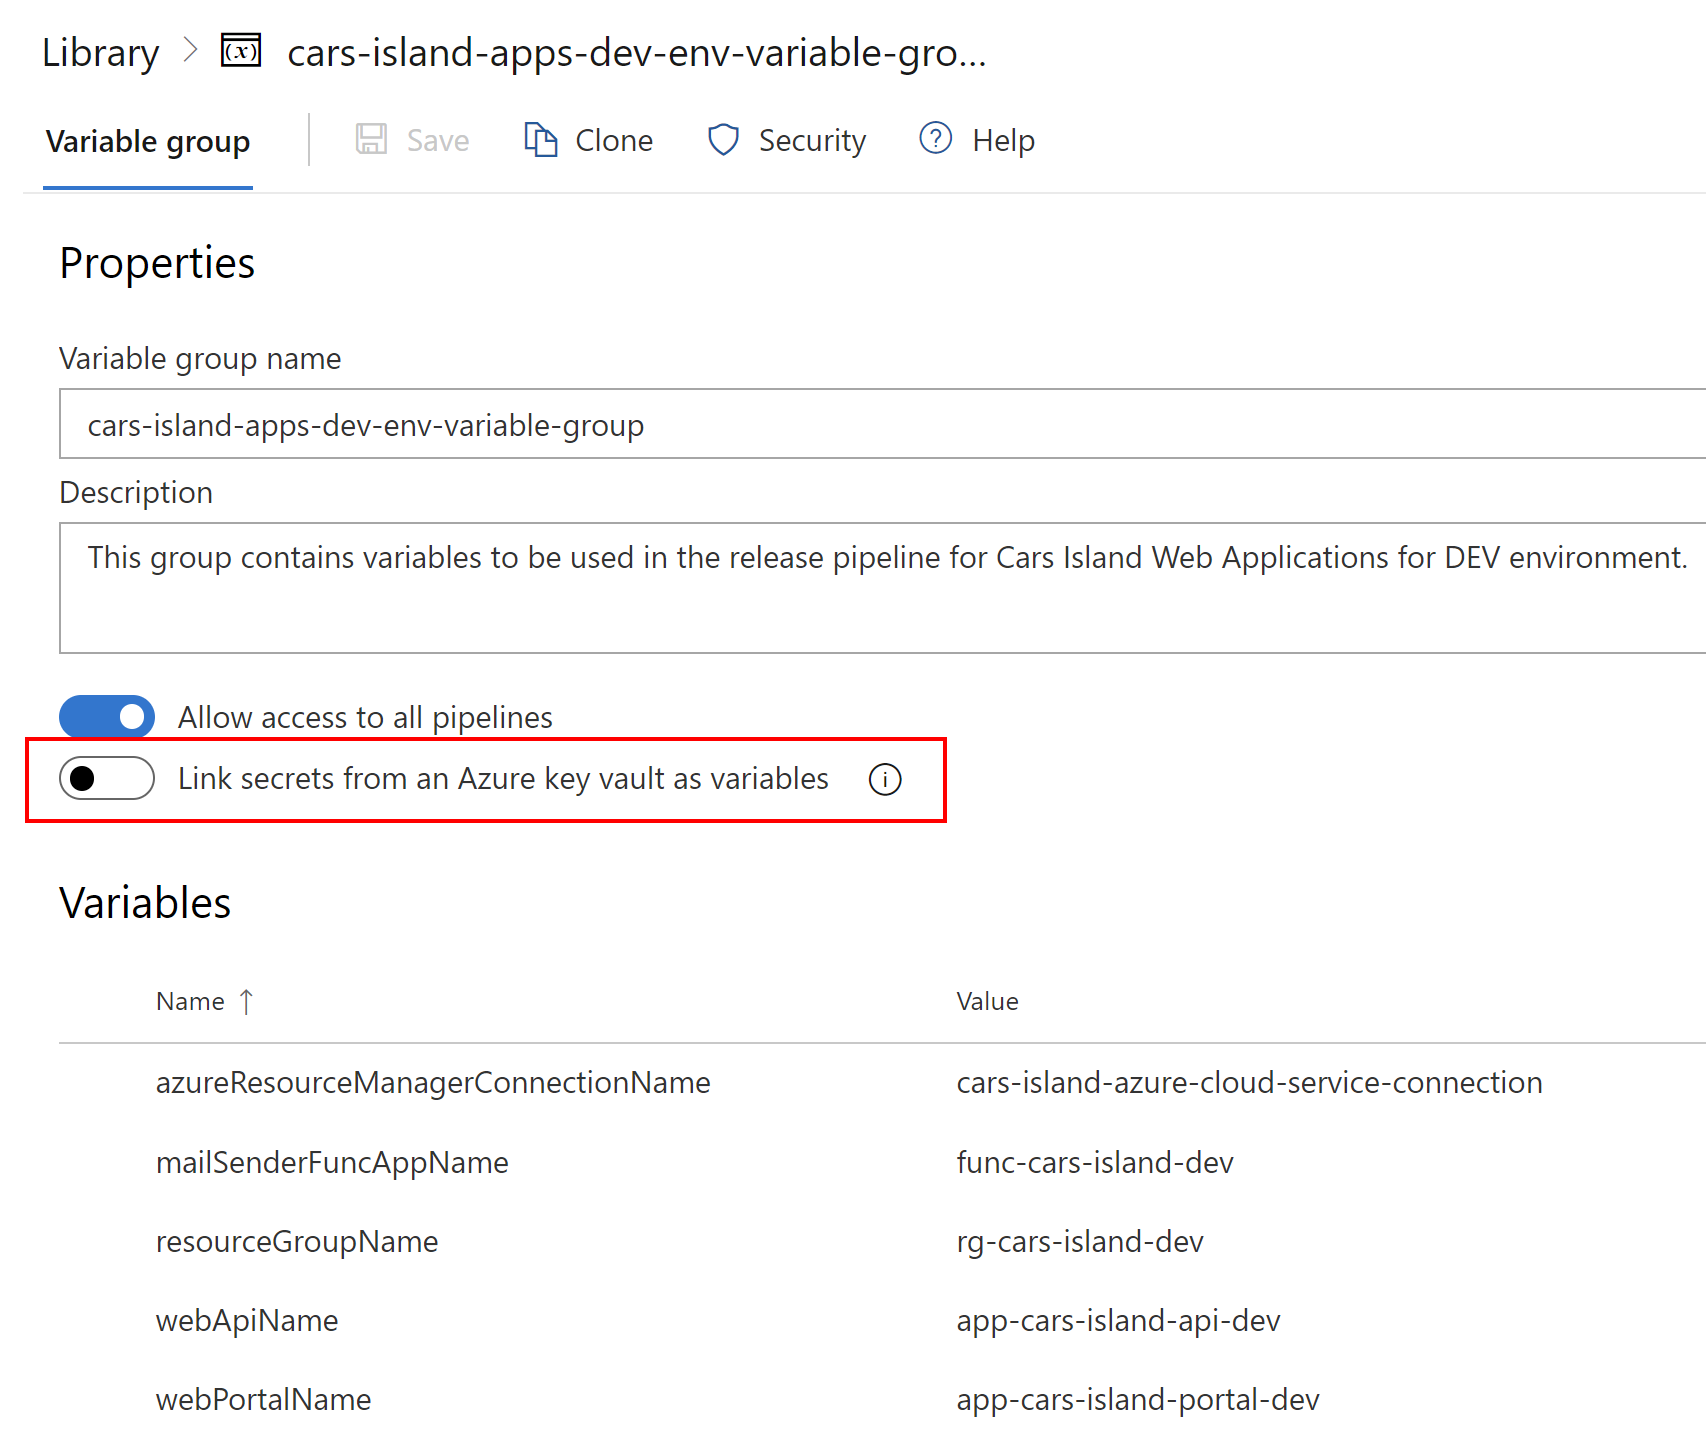 Library > (x) cars-island-apps-dev-env-variable-gro...
Variable group Save Clone Security ? Help
Properties
Variable group name
cars-island-apps-dev-env-variable-group
Description
This group contains variables to be used in the release pipeline for Cars Island Web Applications for DEV environment.
Allow access to all pipelines
Link secrets from an Azure key vault as variables i
Variables
Name ↑ Value
azureResourceManagerConnectionName cars-island-azure-cloud-service-connection
mailSenderFuncAppName func-cars-island-dev
resourceGroupName rg-cars-island-dev
webApiName app-cars-island-api-dev
webPortalName app-cars-island-portal-dev